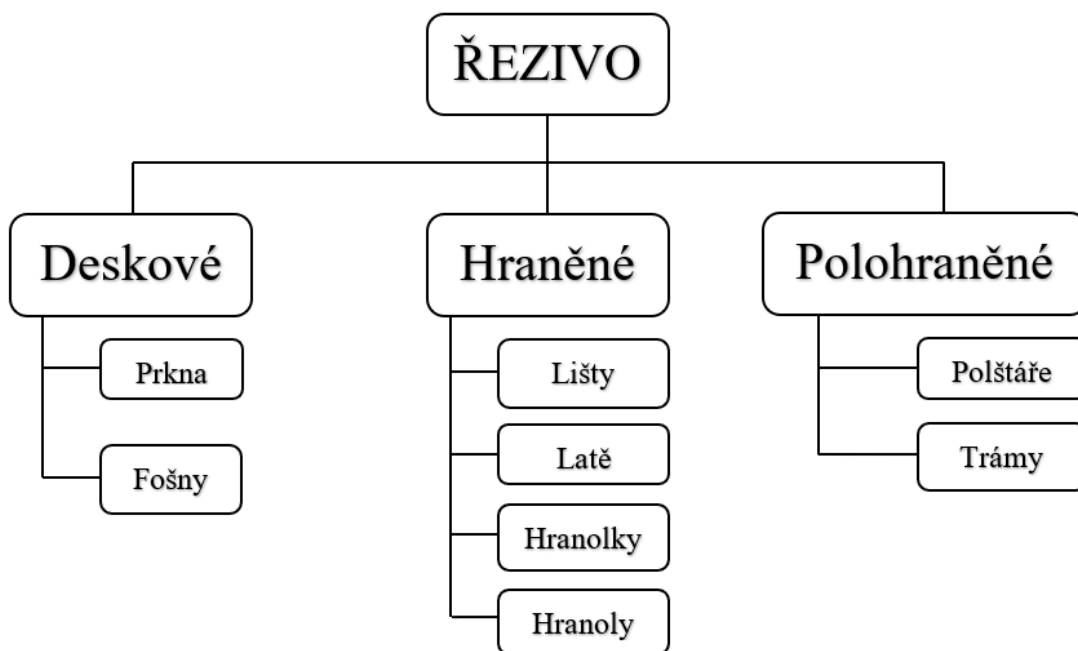 ŘEZIVO
Deskové
Prkna
Fošny
Hraněné
Lišty
Latě
Hranolky
Hranoly
Polohraněné
Polštáře
Trámy